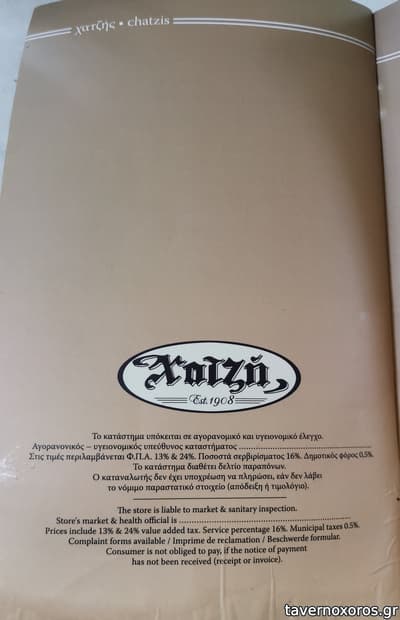 χατζής • chatzis
Χατζή
Est. 1908
Το κατάστημα υπόκειται σε αγορανομικό και υγειονομικό έλεγχο.
Αγορανονικός – υγειονομικός υπεύθυνος καταστήματος ........................................
Στις τιμές περιλαμβάνεται Φ.Π.Α. 13% & 24%. Ποσοστά σερβιρίσματος 16%. Δημοτικός φόρος 0,5%.
Το κατάστημα διαθέτει δελτίο παραπόνων.
Ο καταναλωτής δεν έχει υποχρέωση να πληρώσει, εάν δεν λάβει
το νόμιμο παραστατικό στοιχείο (απόδειξη ή τιμολόγιο).
The store is liable to market & sanitary inspection.
Store's market & health official is ........................................
Prices include 13% & 24% value added tax. Service percentage 16%. Municipal taxes 0.5%.
Complaint forms available / Imprime de reclamation / Beschwerde formular.
Consumer is not obliged to pay, if the notice of payment
has not been received (receipt or invoice).
tavernoxoros.gr